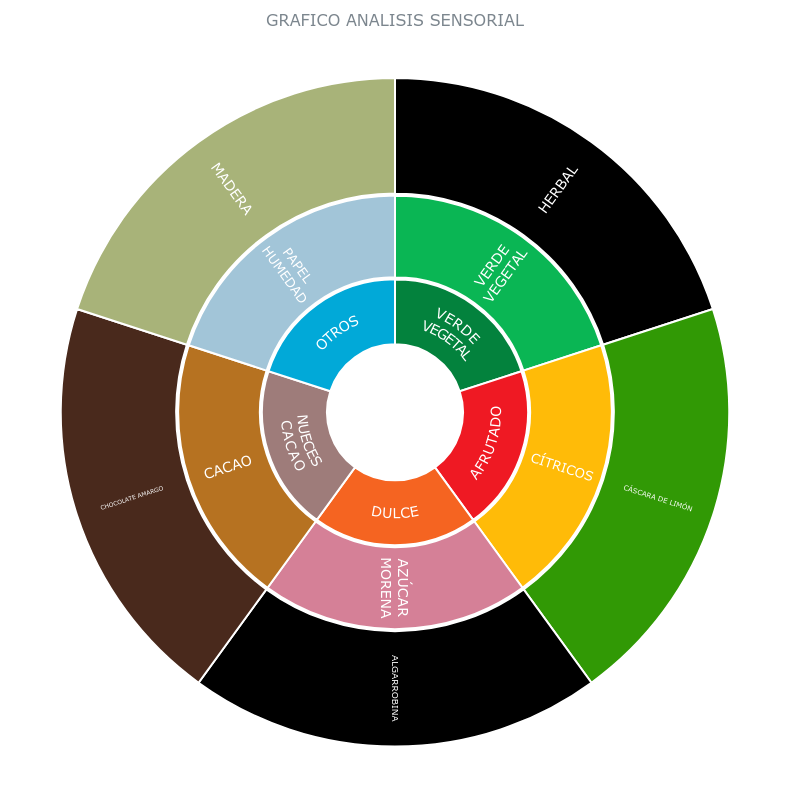 GRAFICO ANALISIS SENSORIAL
MADERA
HERBAL
PAPEL
HUMEDAD
VERDE
VEGETAL
OTROS
VERDE
VEGETAL
CACAO
NUECES
CACAO
AFRUTADO
CÍTRICOS
CHOCOLATE AMARGO
CÁSCARA DE LIMÓN
DULCE
AZÚCAR
MORENA
ALGARROBINA